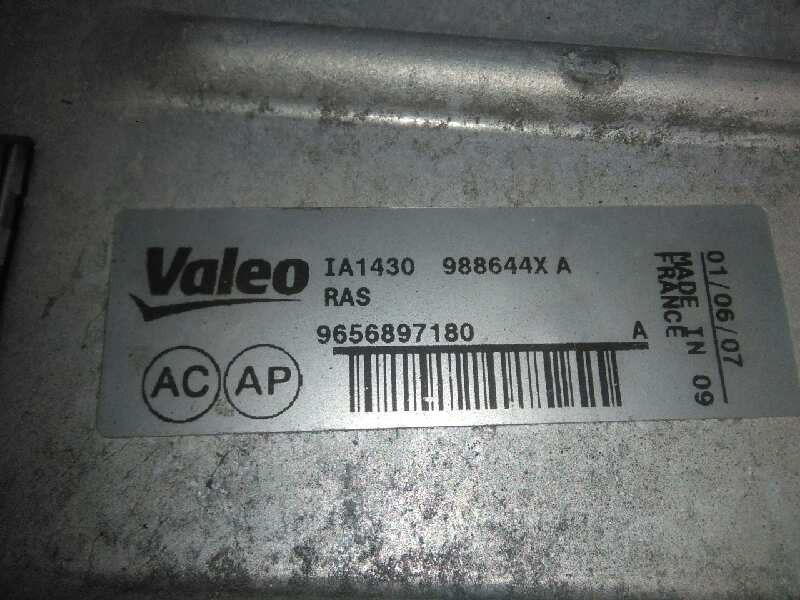 Valeo
IA1430 988644X A
RAS
9656897180 A
AC AP
01/06/07
MADE IN 09
FRANCE